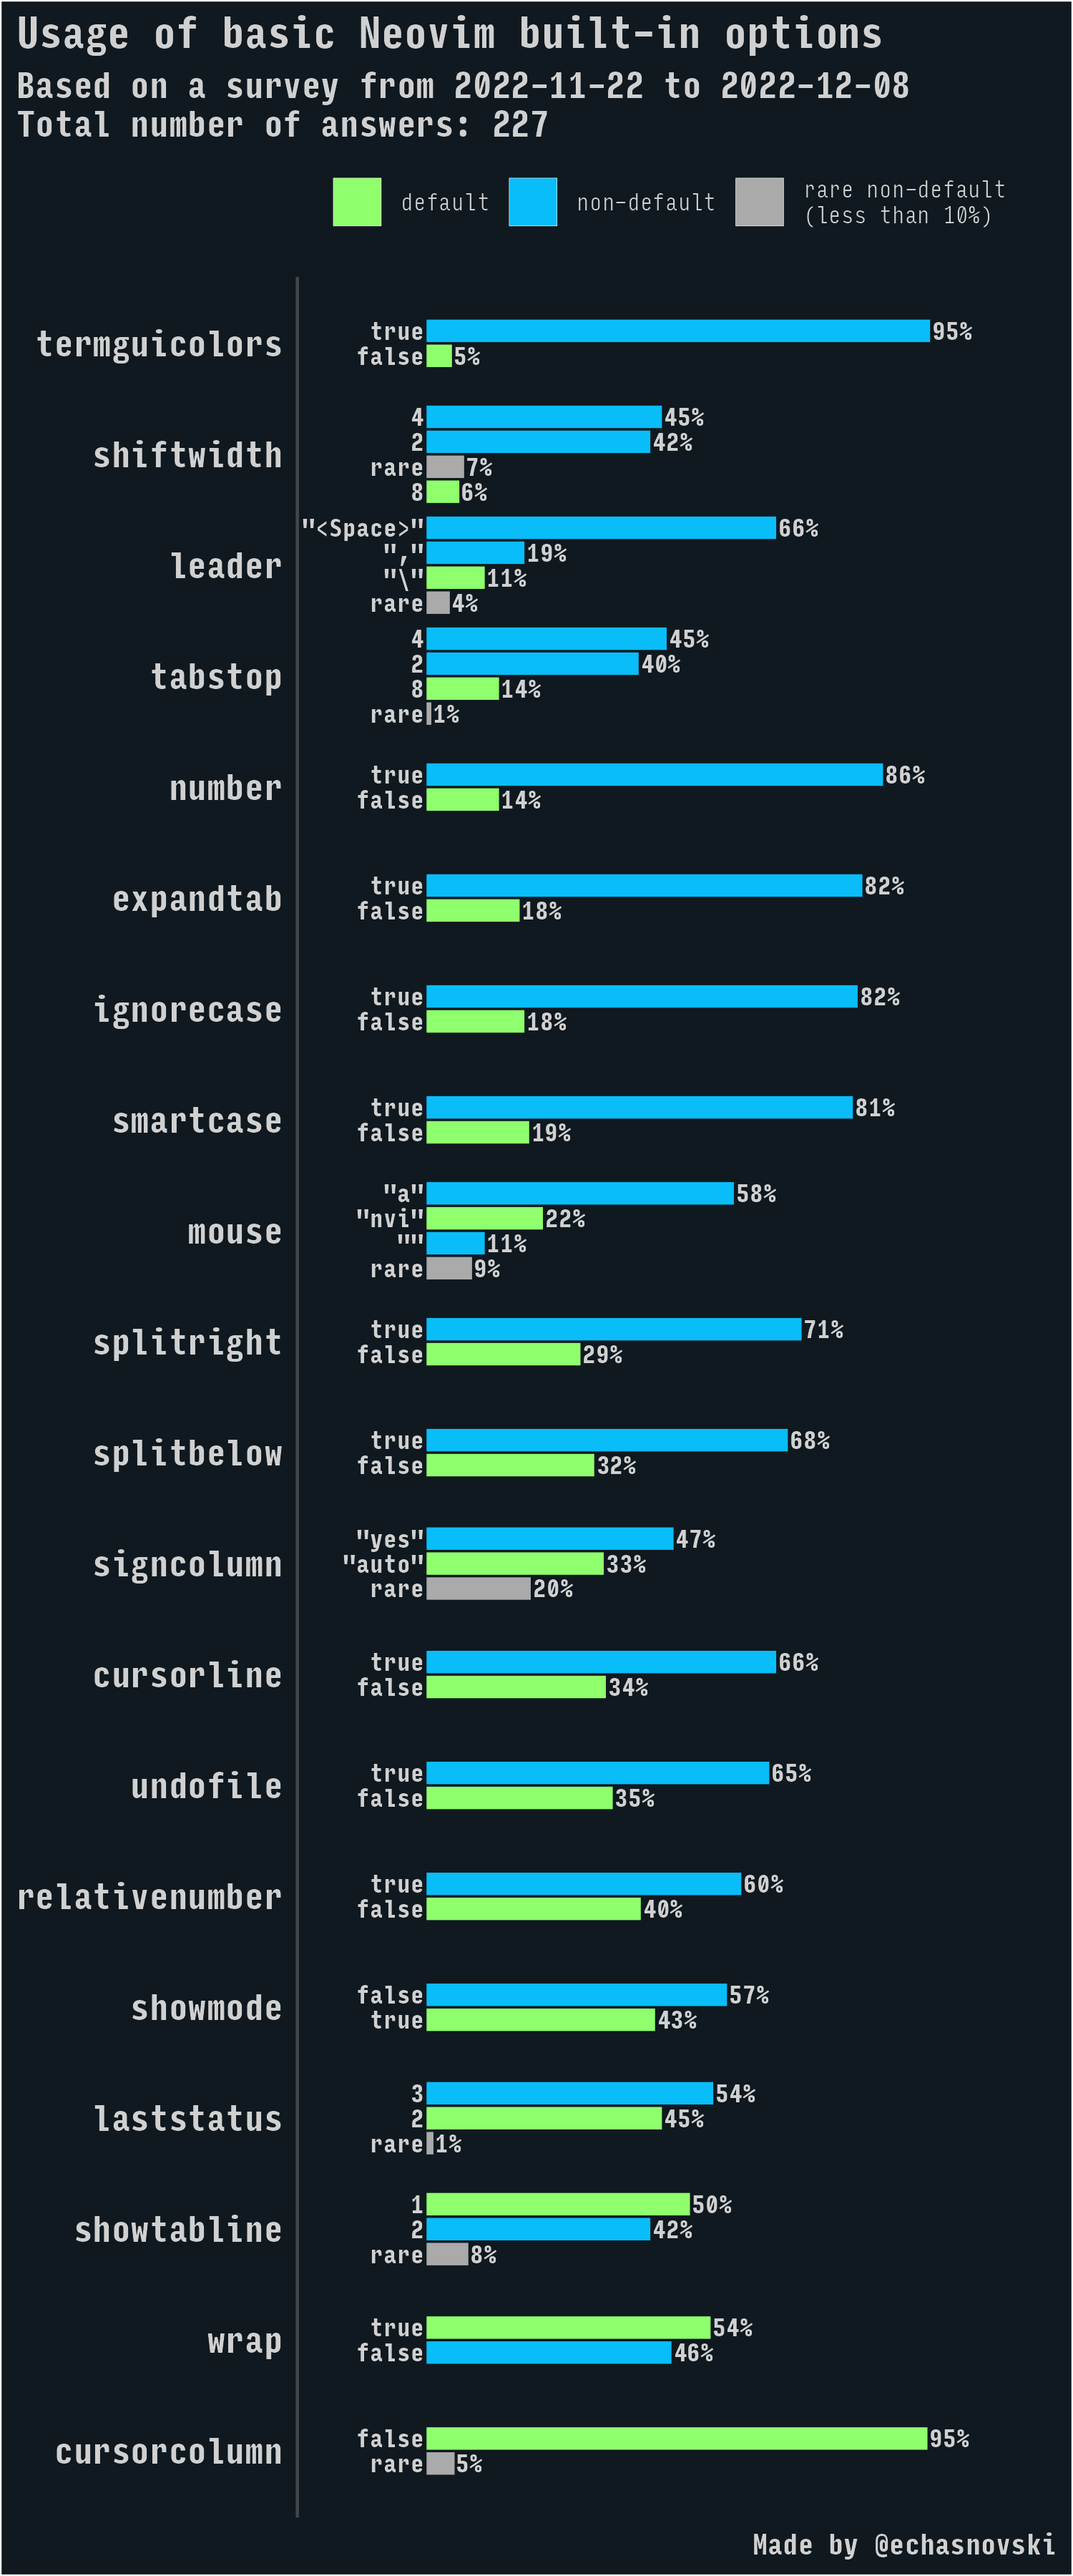 Usage of basic Neovim built-in options
Based on a survey from 2022-11-22 to 2022-12-08
Total number of answers: 227
default
non-default
rare non-default
(less than 10%)
termguicolors
true 95%
false 5%
shiftwidth
4 45%
2 42%
rare 7%
8 6%
leader
"<Space>" 66%
"," 19%
"\" 11%
rare 4%
tabstop
4 45%
2 40%
8 14%
rare 1%
number
true 86%
false 14%
expandtab
true 82%
false 18%
ignorecase
true 82%
false 18%
smartcase
true 81%
false 19%
mouse
"a" 58%
"nvi" 22%
"" 11%
rare 9%
splitright
true 71%
false 29%
splitbelow
true 68%
false 32%
signcolumn
"yes" 47%
"auto" 33%
rare 20%
cursorline
true 66%
false 34%
undofile
true 65%
false 35%
relativenumber
true 60%
false 40%
showmode
false 57%
true 43%
laststatus
3 54%
2 45%
rare 1%
showtabline
1 50%
2 42%
rare 8%
wrap
true 54%
false 46%
cursorcolumn
false 95%
rare 5%
Made by @echasnovski